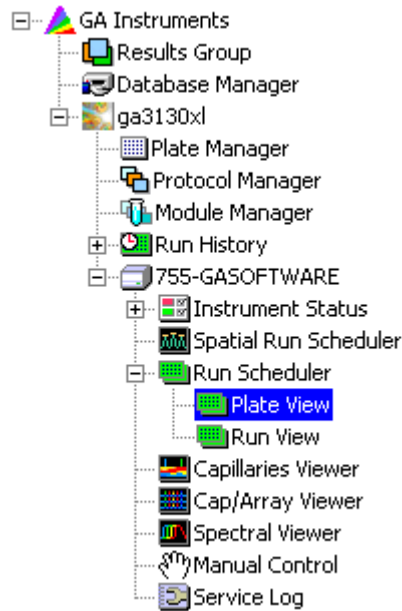 GA Instruments
Results Group
Database Manager
ga3130xl
Plate Manager
Protocol Manager
Module Manager
Run History
755-GASOFTWARE
Instrument Status
Spatial Run Scheduler
Run Scheduler
Plate View
Run View
Capillaries Viewer
Cap/Array Viewer
Spectral Viewer
Manual Control
Service Log